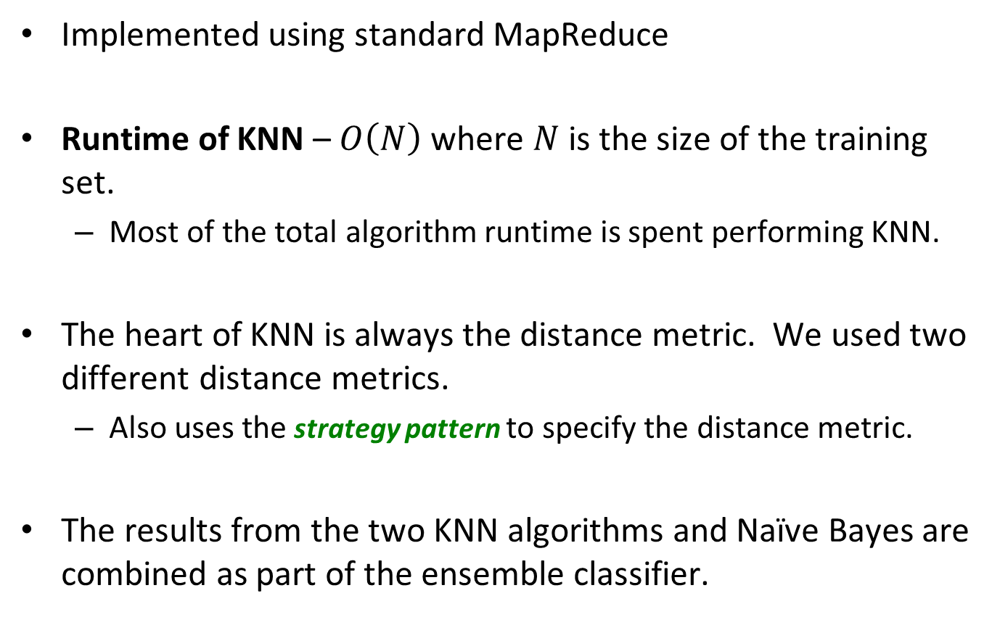 • Implemented using standard MapReduce
• Runtime of KNN – O(N) where N is the size of the training
set.
– Most of the total algorithm runtime is spent performing KNN.
• The heart of KNN is always the distance metric.  We used two
different distance metrics.
– Also uses the strategy pattern to specify the distance metric.
• The results from the two KNN algorithms and Naïve Bayes are
combined as part of the ensemble classifier.